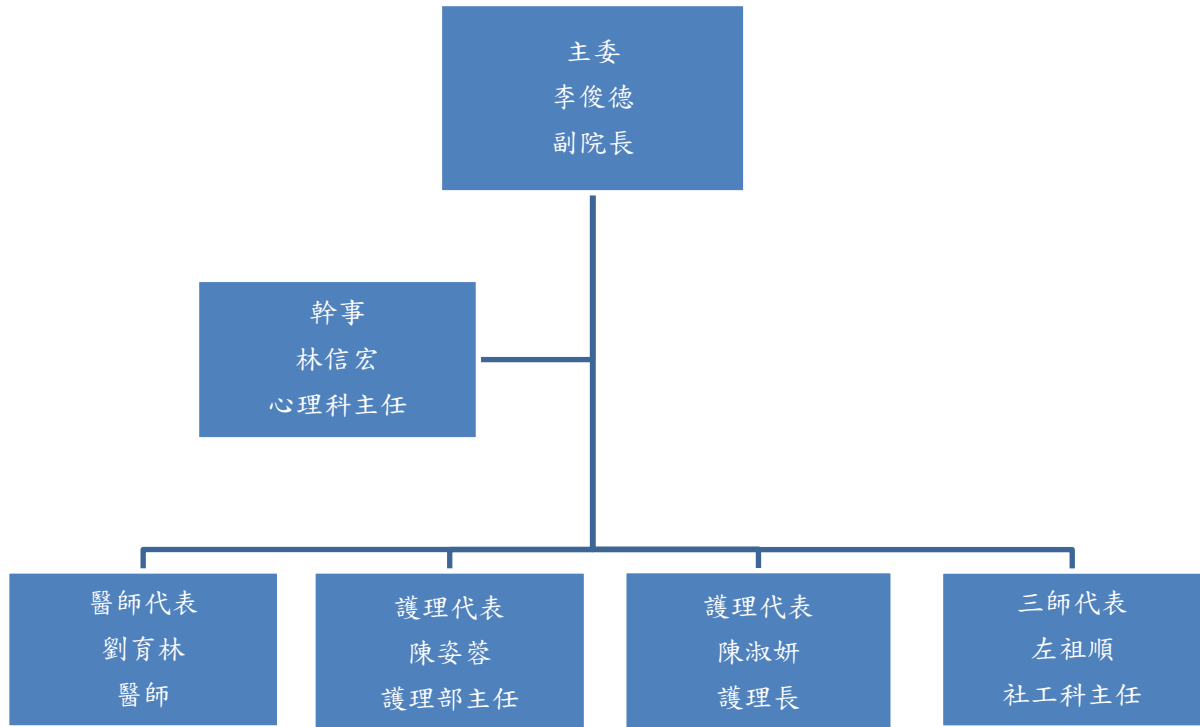 主委
李俊德
副院長
幹事
林信宏
心理科主任
醫師代表
劉育林
醫師
護理代表
陳姿蓉
護理部主任
護理代表
陳淑妍
護理長
三師代表
左祖順
社工科主任